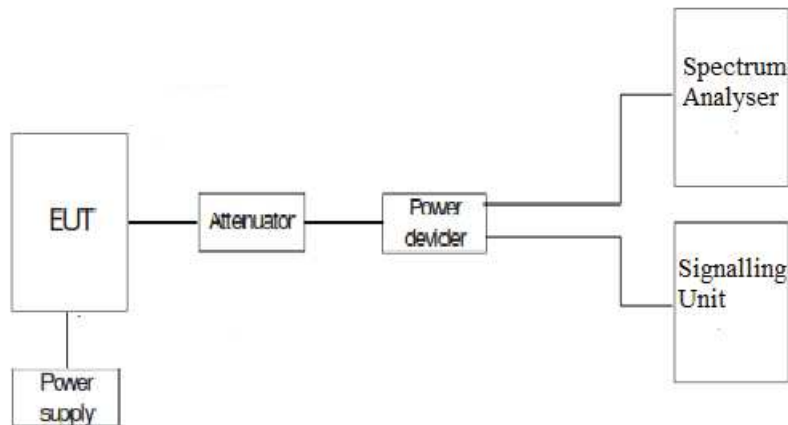 EUT
Power
supply
Attenuator
Power
devider
Spectrum
Analyser
Signalling
Unit